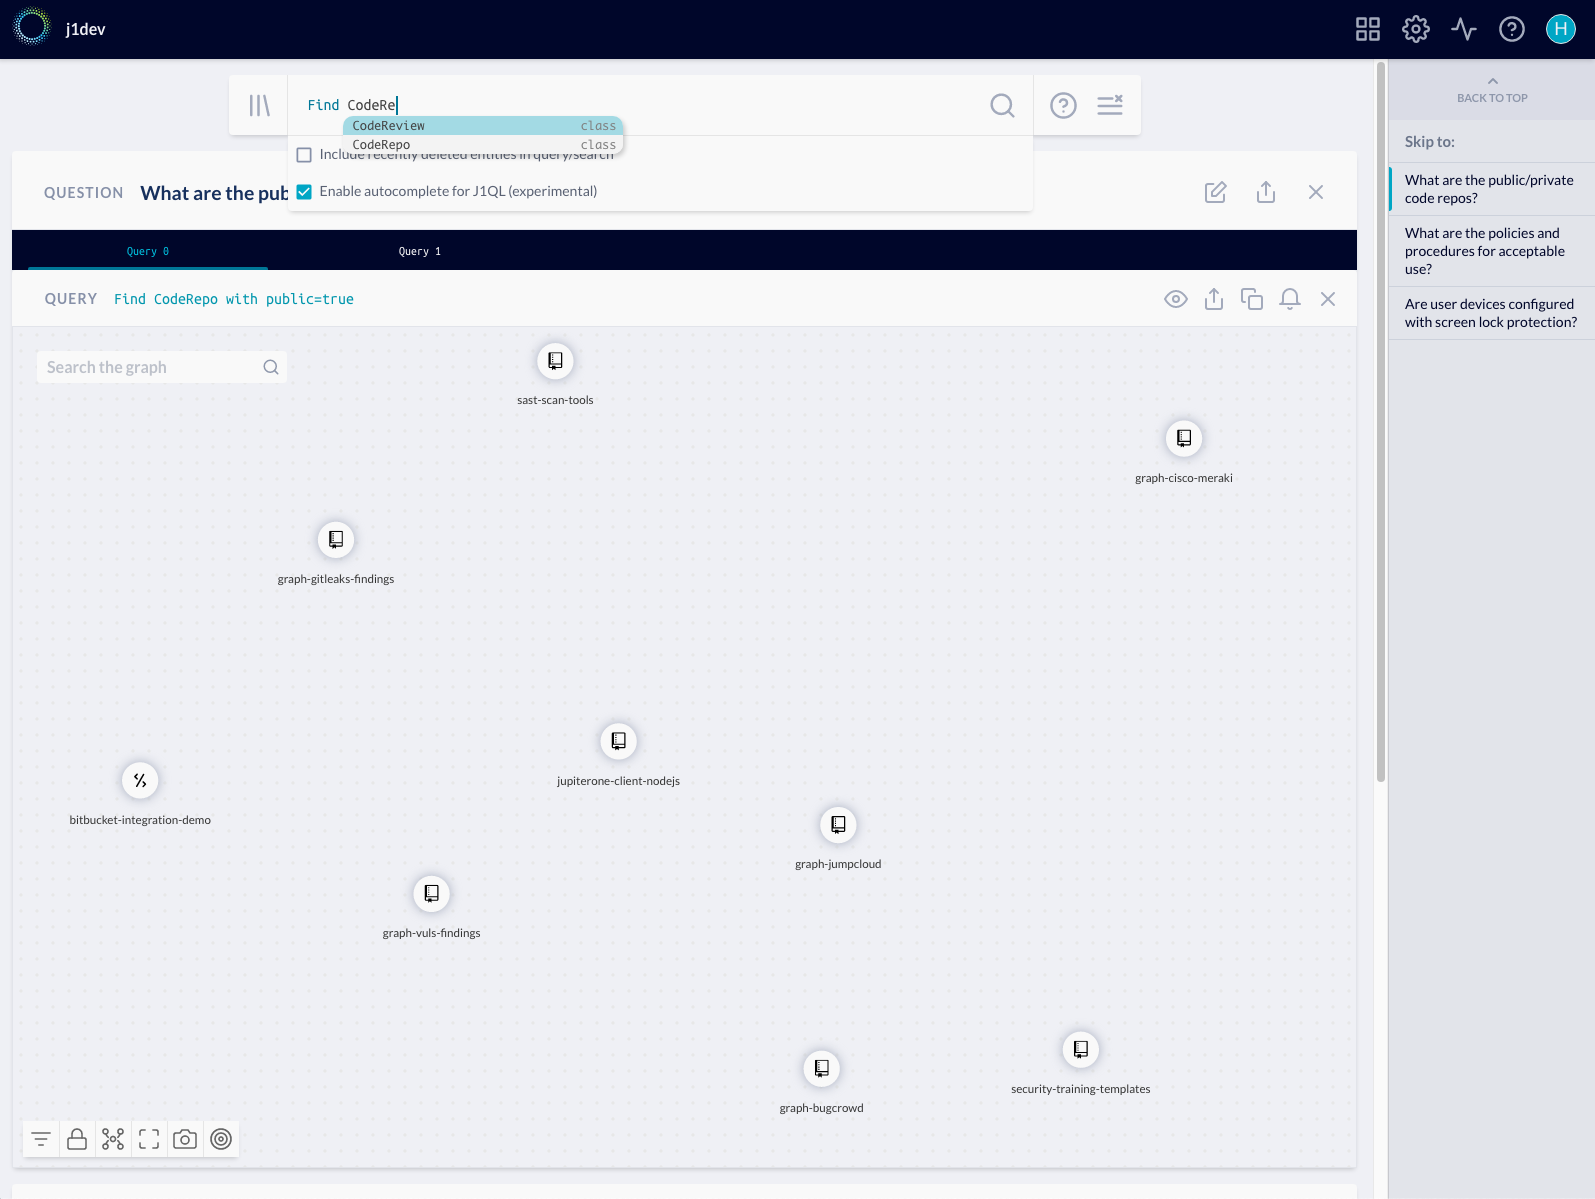 j1dev
H
Find CodeRe
CodeReview class
CodeRepo class
Include recently deleted entities in query/search
Enable autocomplete for J1QL (experimental)
QUESTION What are the pub
Query 0 Query 1
QUERY Find CodeRepo with public=true
Search the graph
sast-scan-tools
graph-cisco-meraki
graph-gitleaks-findings
jupiterone-client-nodejs
bitbucket-integration-demo
graph-jumpcloud
graph-vuls-findings
security-training-templates
graph-bugcrowd
BACK TO TOP
Skip to:
What are the public/private
code repos?
What are the policies and
procedures for acceptable
use?
Are user devices configured
with screen lock protection?